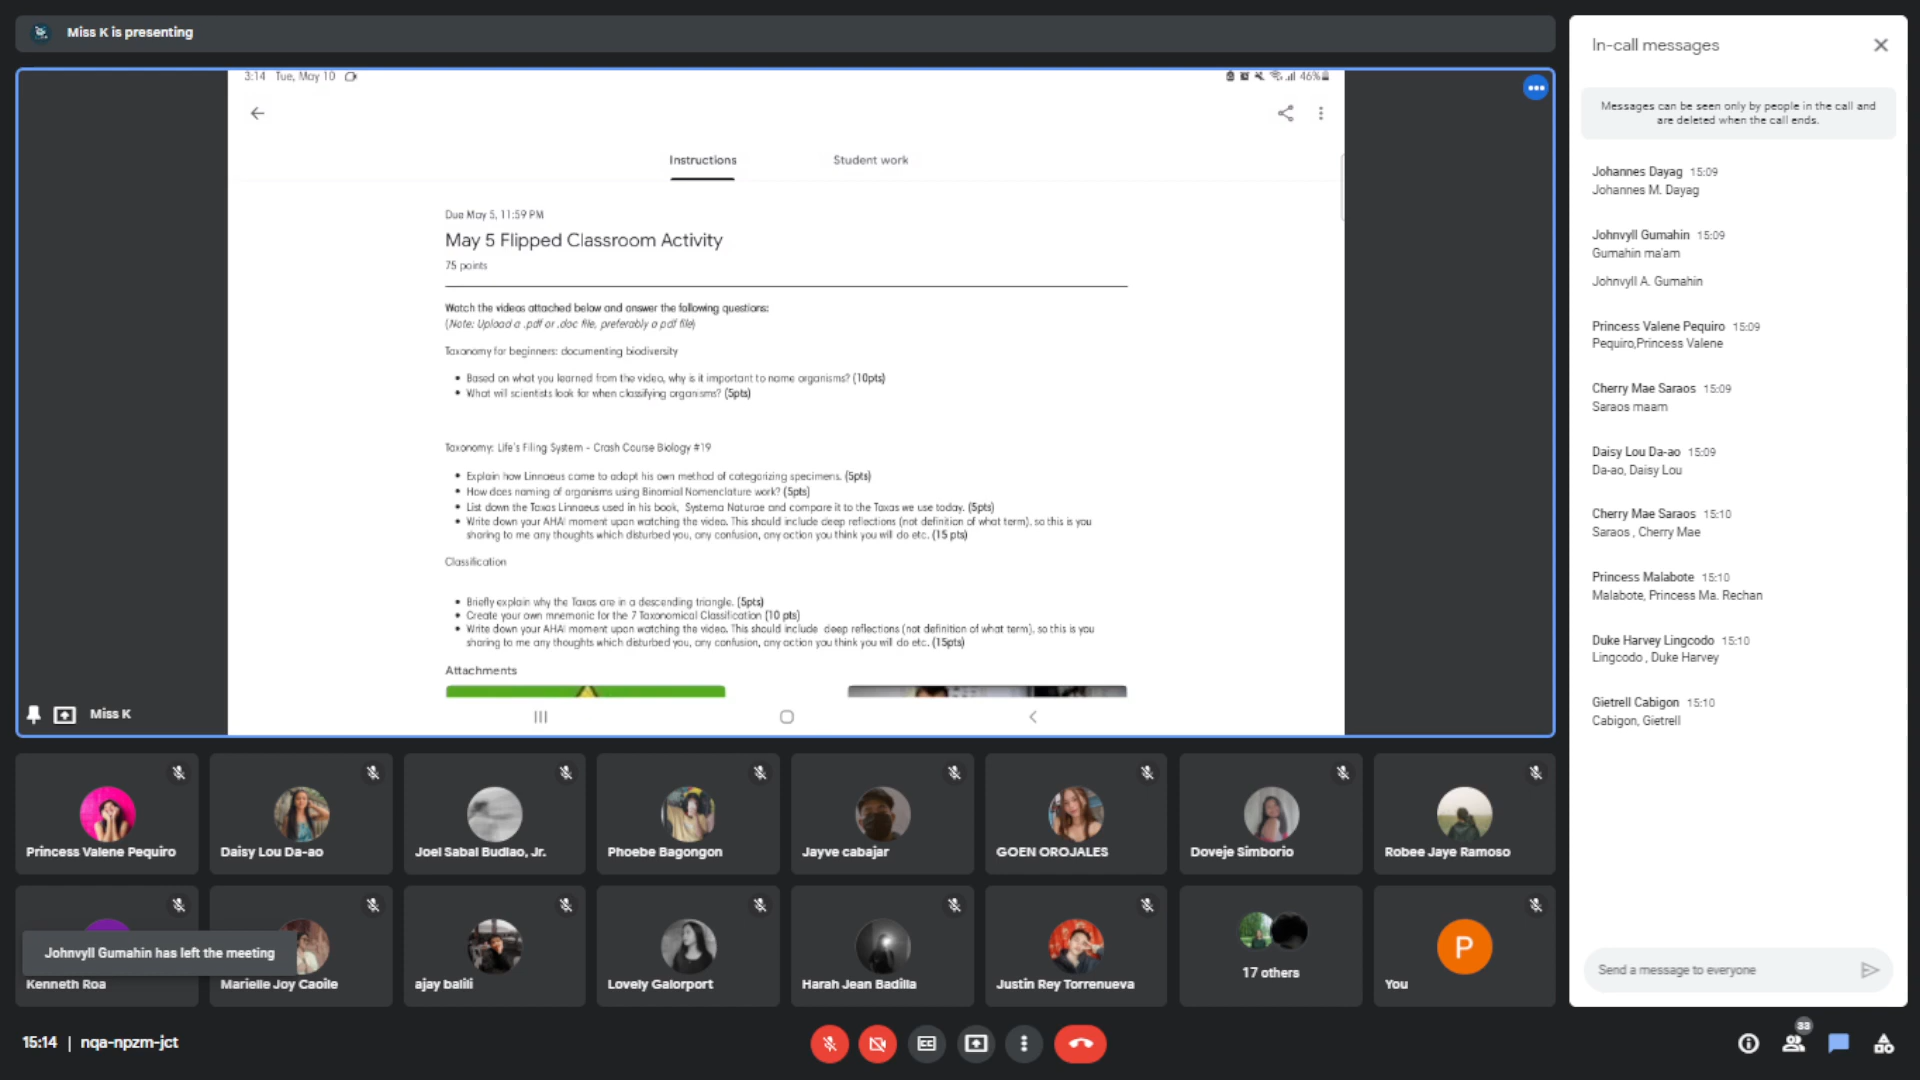 Miss K is presenting
3:14 Tue, May 10
46%
Instructions
Student work
Due May 5, 11:59 PM
May 5 Flipped Classroom Activity
75 points
Watch the videos attached below and answer the following questions:
(Note: Upload a .pdf or .doc file, preferably a pdf file)
Taxonomy for beginners: documenting biodiversity
• Based on what you learned from the video, why is it important to name organisms? (10pts)
• What will scientists look for when classifying organisms? (5pts)
Taxonomy: Life's Filing System - Crash Course Biology #19
• Explain how Linnaeus came to adopt his own method of categorizing specimens. (5pts)
• How does naming of organisms using Binomial Nomenclature work? (5pts)
• List down the Taxas Linnaeus used in his book, Systema Naturae and compare it to the Taxas we use today. (5pts)
• Write down your AHA! moment upon watching the video. This should include deep reflections (not definition of what term), so this is you
sharing to me any thoughts which disturbed you, any confusion, any action you think you will do etc. (15 pts)
Classification
• Briefly explain why the Taxas are in a descending triangle. (5pts)
• Create your own mnemonic for the 7 Taxonomical Classification (10 pts)
• Write down your AHA! moment upon watching the video. This should include deep reflections (not definition of what term), so this is you
sharing to me any thoughts which disturbed you, any confusion, any action you think you will do etc. (15pts)
Attachments
Miss K
Princess Valene Pequiro
Daisy Lou Da-ao
Joel Sabal Budlao, Jr.
Phoebe Bagongon
Jayve cabajar
GOEN OROJALES
Doveje Simborio
Robee Jaye Ramoso
Johnvyll Gumahin has left the meeting
Kenneth Roa
Marielle Joy Caoile
ajay balili
Lovely Galorport
Harah Jean Badilla
Justin Rey Torrenueva
17 others
P
You
15:14 | nqa-npzm-jct
33
In-call messages
Messages can be seen only by people in the call and
are deleted when the call ends.
Johannes Dayag 15:09
Johannes M. Dayag
Johnvyll Gumahin 15:09
Gumahin ma'am
Johnvyll A. Gumahin
Princess Valene Pequiro 15:09
Pequiro,Princess Valene
Cherry Mae Saraos 15:09
Saraos maam
Daisy Lou Da-ao 15:09
Da-ao, Daisy Lou
Cherry Mae Saraos 15:10
Saraos , Cherry Mae
Princess Malabote 15:10
Malabote, Princess Ma. Rechan
Duke Harvey Lingcodo 15:10
Lingcodo , Duke Harvey
Gietrell Cabigon 15:10
Cabigon, Gietrell
Send a message to everyone